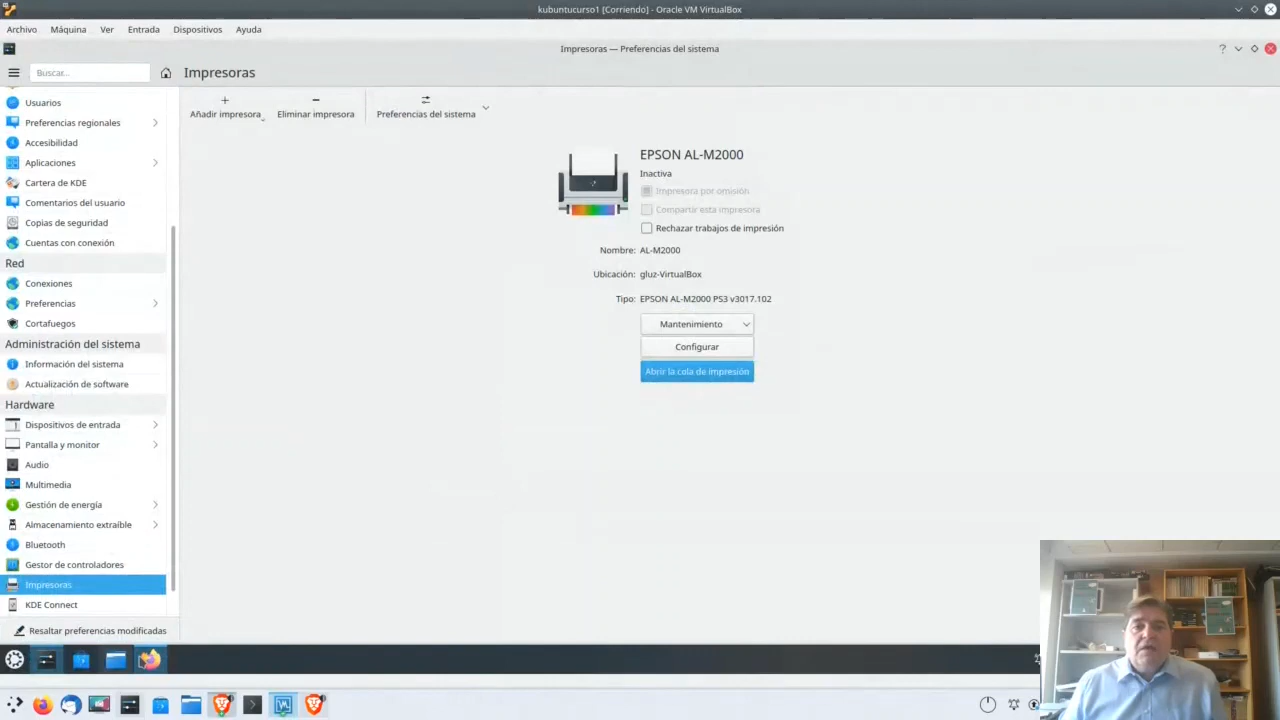 kubuntucurso1 [Corriendo] - Oracle VM VirtualBox
Archivo Máquina Ver Entrada Dispositivos Ayuda
Impresoras — Preferencias del sistema
?
Buscar...
Impresoras
Usuarios
Preferencias regionales
Accesibilidad
Aplicaciones
Cartera de KDE
Comentarios del usuario
Copias de seguridad
Cuentas con conexión
Red
Conexiones
Preferencias
Cortafuegos
Administración del sistema
Información del sistema
Actualización de software
Hardware
Dispositivos de entrada
Pantalla y monitor
Audio
Multimedia
Gestión de energía
Almacenamiento extraíble
Bluetooth
Gestor de controladores
Impresoras
KDE Connect
Resaltar preferencias modificadas
Añadir impresora
Eliminar impresora
Preferencias del sistema
EPSON AL-M2000
Inactiva
Impresora por omisión
Compartir esta impresora
Rechazar trabajos de impresión
Nombre: AL-M2000
Ubicación: gluz-VirtualBox
Tipo: EPSON AL-M2000 PS3 v3017.102
Mantenimiento
Configurar
Abrir la cola de impresión